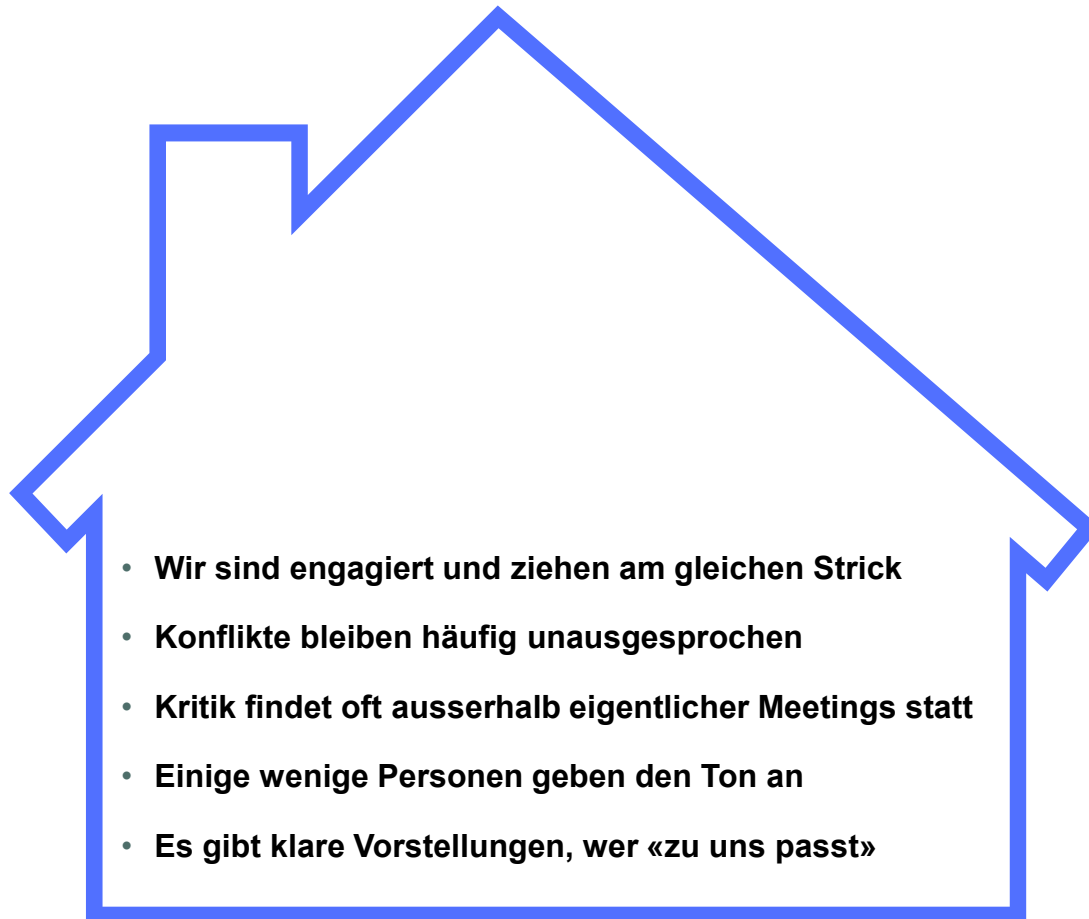 • Wir sind engagiert und ziehen am gleichen Strick
• Konflikte bleiben häufig unausgesprochen
• Kritik findet oft ausserhalb eigentlicher Meetings statt
• Einige wenige Personen geben den Ton an
• Es gibt klare Vorstellungen, wer «zu uns passt»